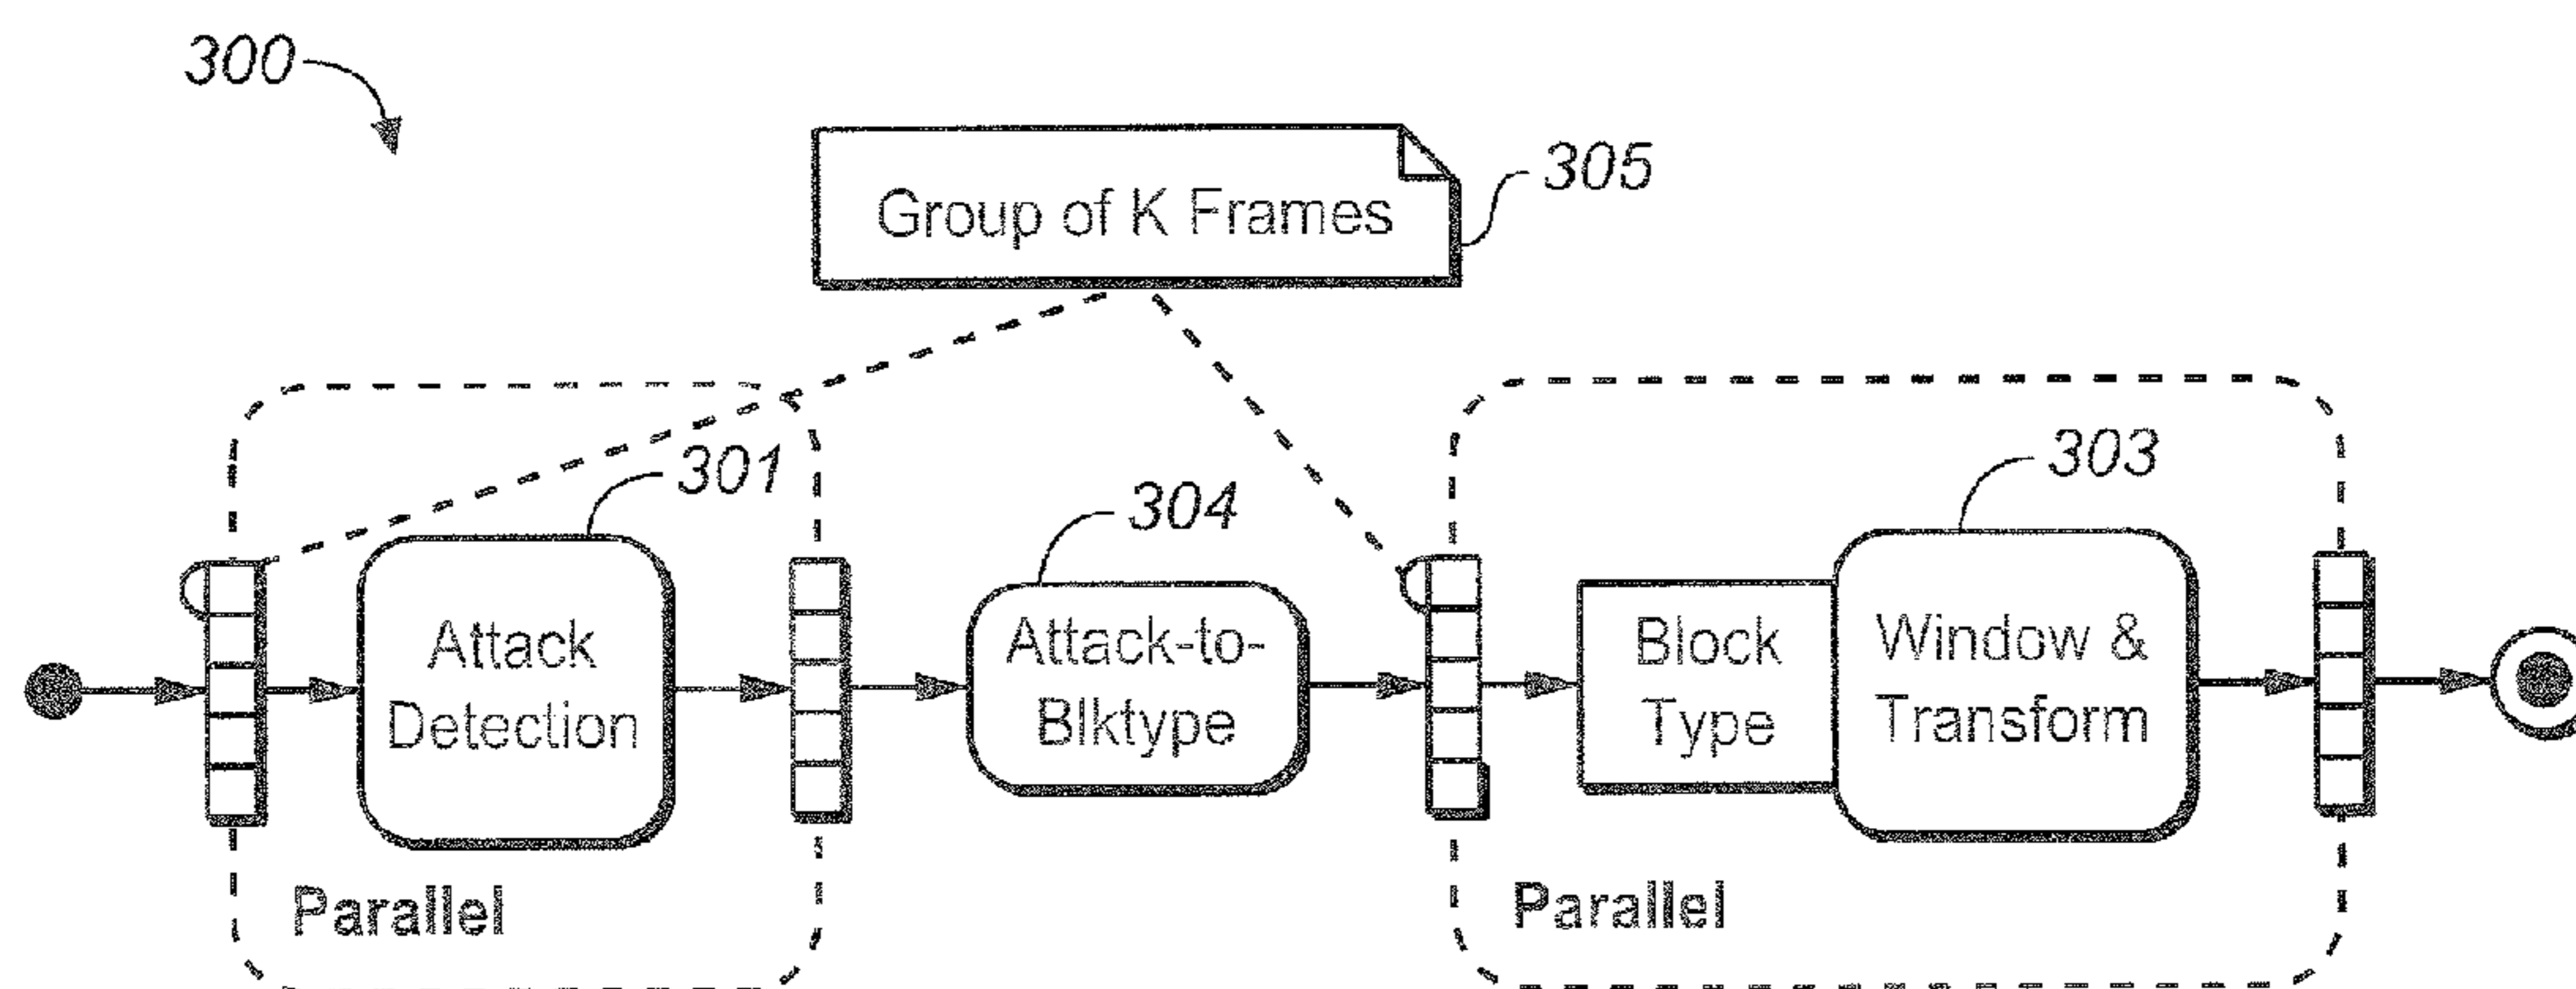 300
Group of K Frames
305
301
304
303
Attack
Detection
Attack-to-
Blktype
Block
Type
Window &
Transform
Parallel
Parallel